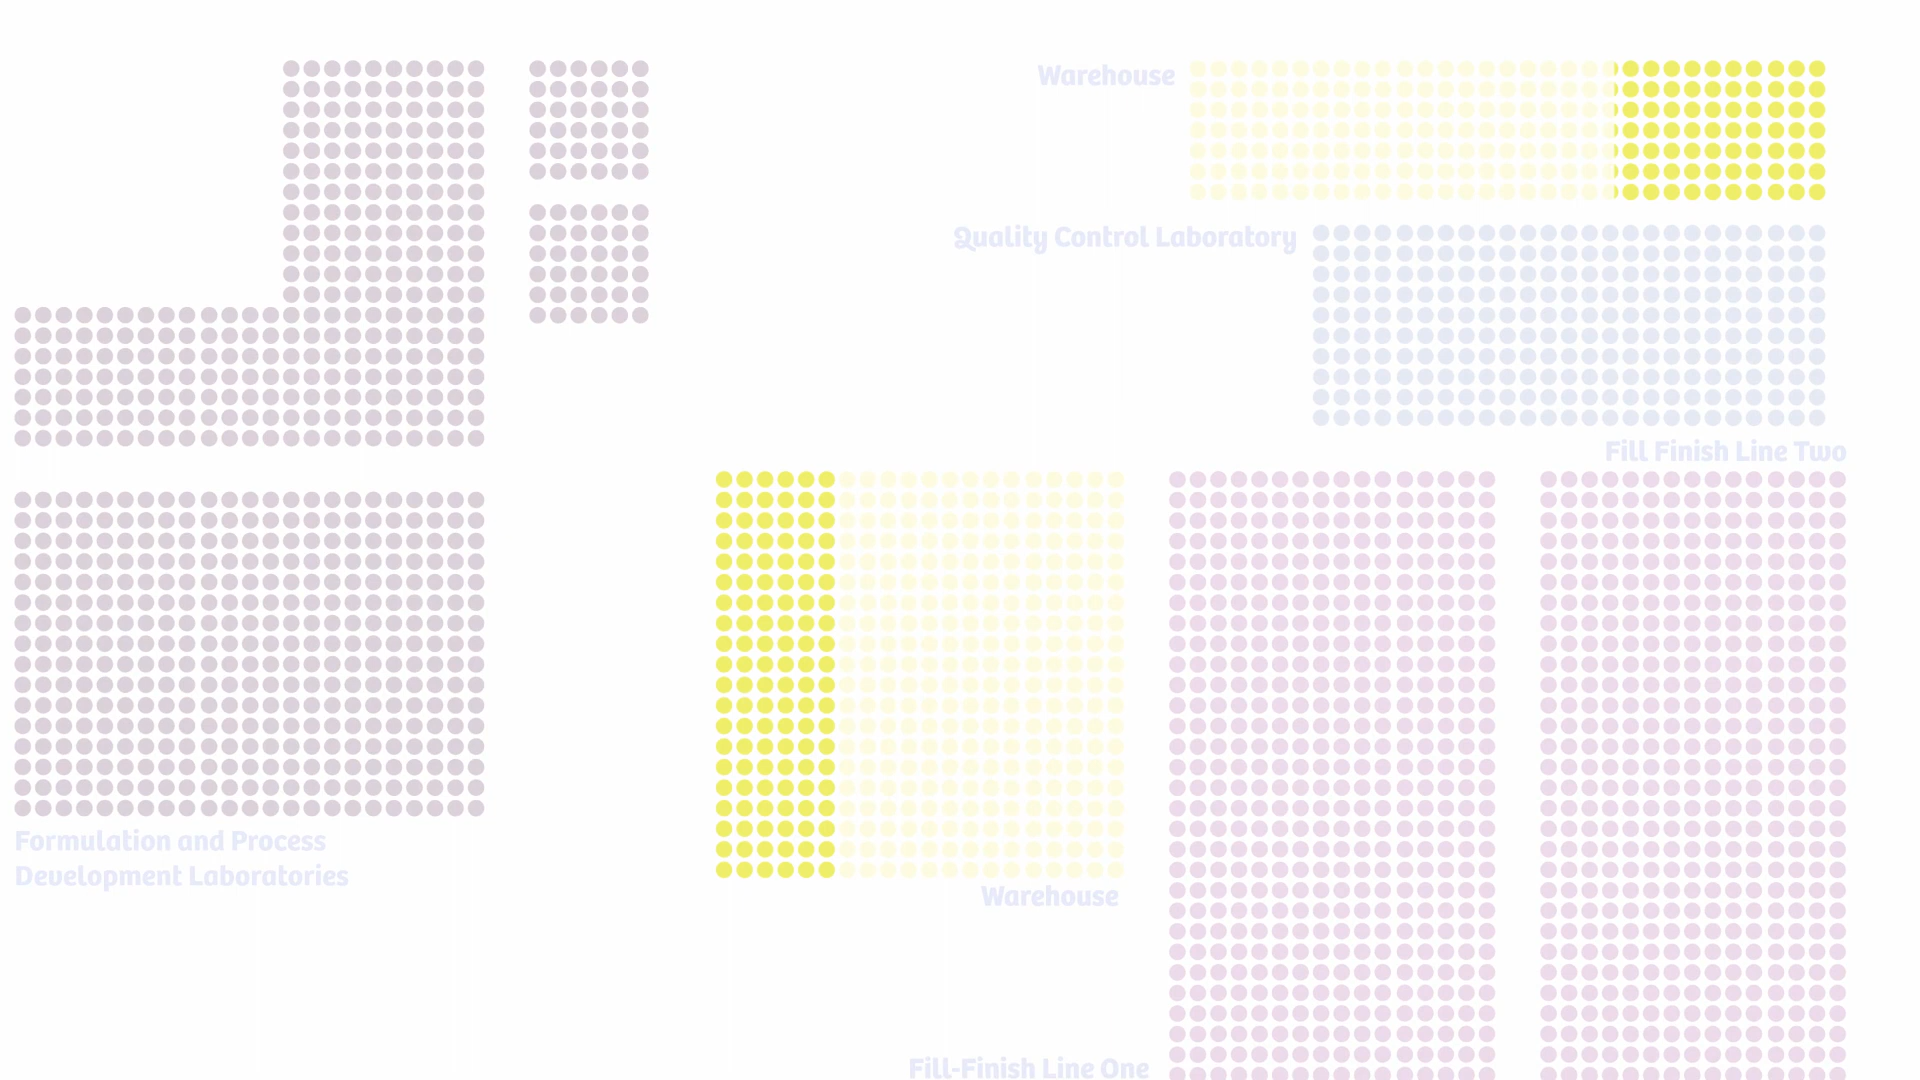 Warehouse
Quality Control Laboratory
Fill Finish Line Two
Formulation and Process
Development Laboratories
Warehouse
Fill-Finish Line One